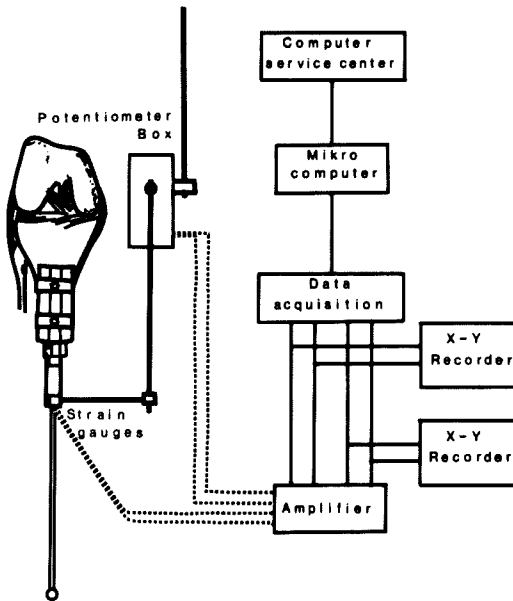 Computer
service center
Potentiometer
Box
Mikro
computer
Data
acquisition
X-Y
Recorder
Strain
gauges
X-Y
Recorder
Amplifier